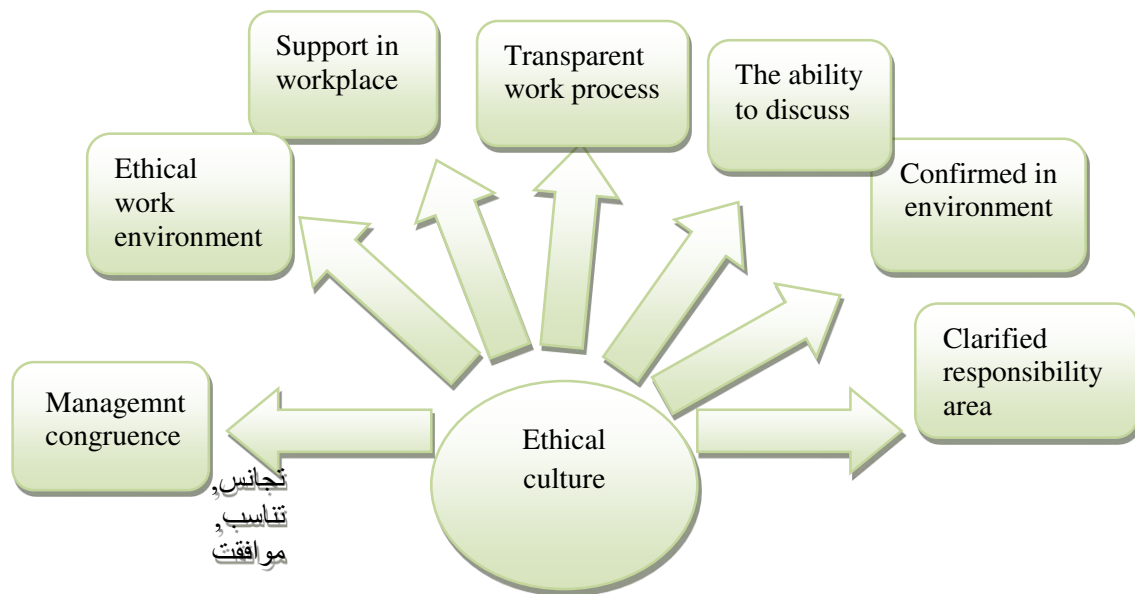 Support in
workplace
Transparent
work process
The ability
to discuss
Ethical
work
environment
Confirmed in
environment
Clarified
responsibility
area
Managemnt
congruence
تجانس,
تناسب,
موافقت
Ethical
culture